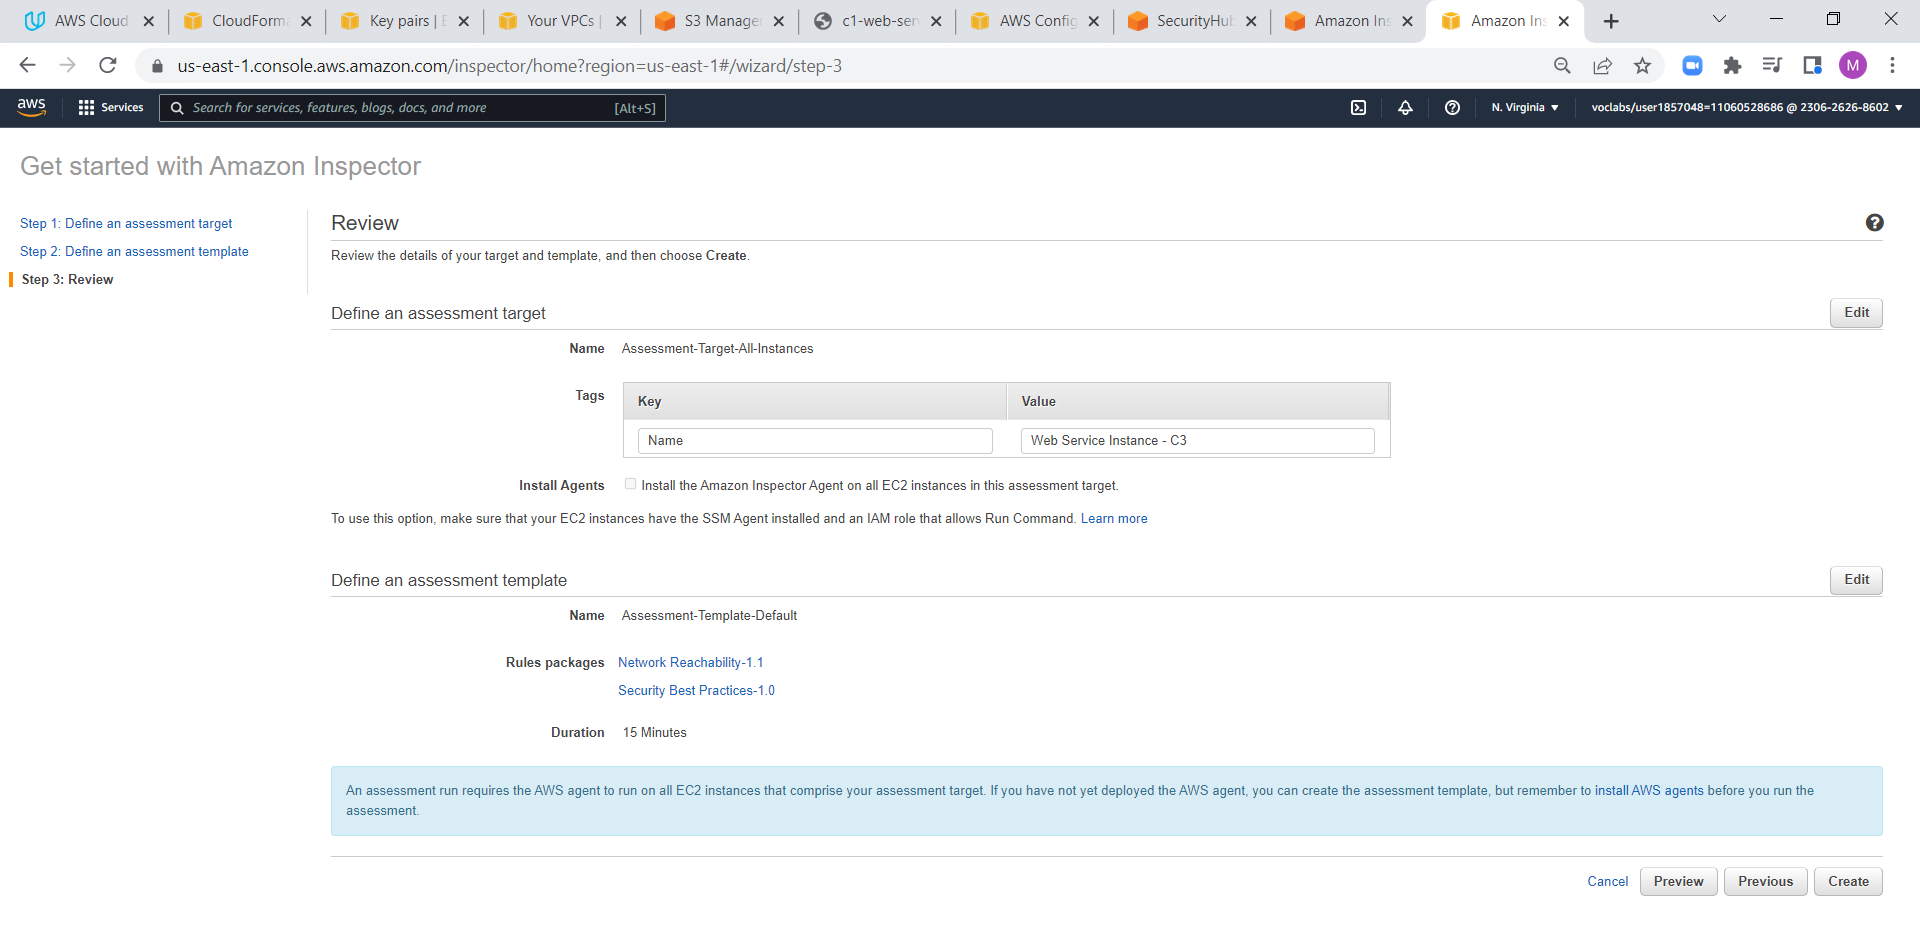 AWS Cloud
CloudForma
Key pairs | E
Your VPCs |
S3 Manager
c1-web-serv
AWS Config
SecurityHub
Amazon Ins
Amazon Ins
us-east-1.console.aws.amazon.com/inspector/home?region=us-east-1#/wizard/step-3
M
aws
Services
Search for services, features, blogs, docs, and more
[Alt+S]
N. Virginia
voclabs/user1857048=11060528686 @ 2306-2626-8602
Get started with Amazon Inspector
Step 1: Define an assessment target
Step 2: Define an assessment template
Step 3: Review
Review
Review the details of your target and template, and then choose Create.
Define an assessment target
Edit
Name Assessment-Target-All-Instances
Tags
Key Value
Name Web Service Instance - C3
Install Agents Install the Amazon Inspector Agent on all EC2 instances in this assessment target.
To use this option, make sure that your EC2 instances have the SSM Agent installed and an IAM role that allows Run Command. Learn more
Define an assessment template
Edit
Name Assessment-Template-Default
Rules packages Network Reachability-1.1
Security Best Practices-1.0
Duration 15 Minutes
An assessment run requires the AWS agent to run on all EC2 instances that comprise your assessment target. If you have not yet deployed the AWS agent, you can create the assessment template, but remember to install AWS agents before you run the
assessment.
Cancel Preview Previous Create